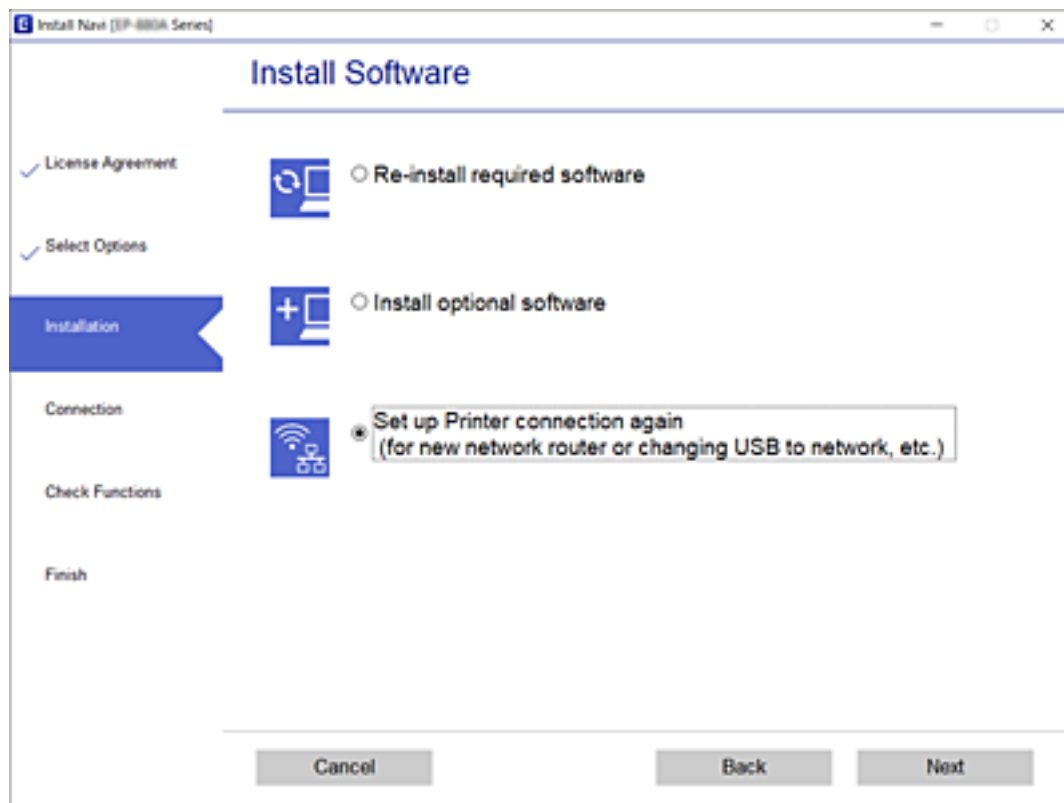 Install Navi [EP-880A Series]
Install Software
License Agreement
Select Options
Installation
Connection
Check Functions
Finish
Re-install required software
Install optional software
Set up Printer connection again
(for new network router or changing USB to network, etc.)
Cancel
Back
Next